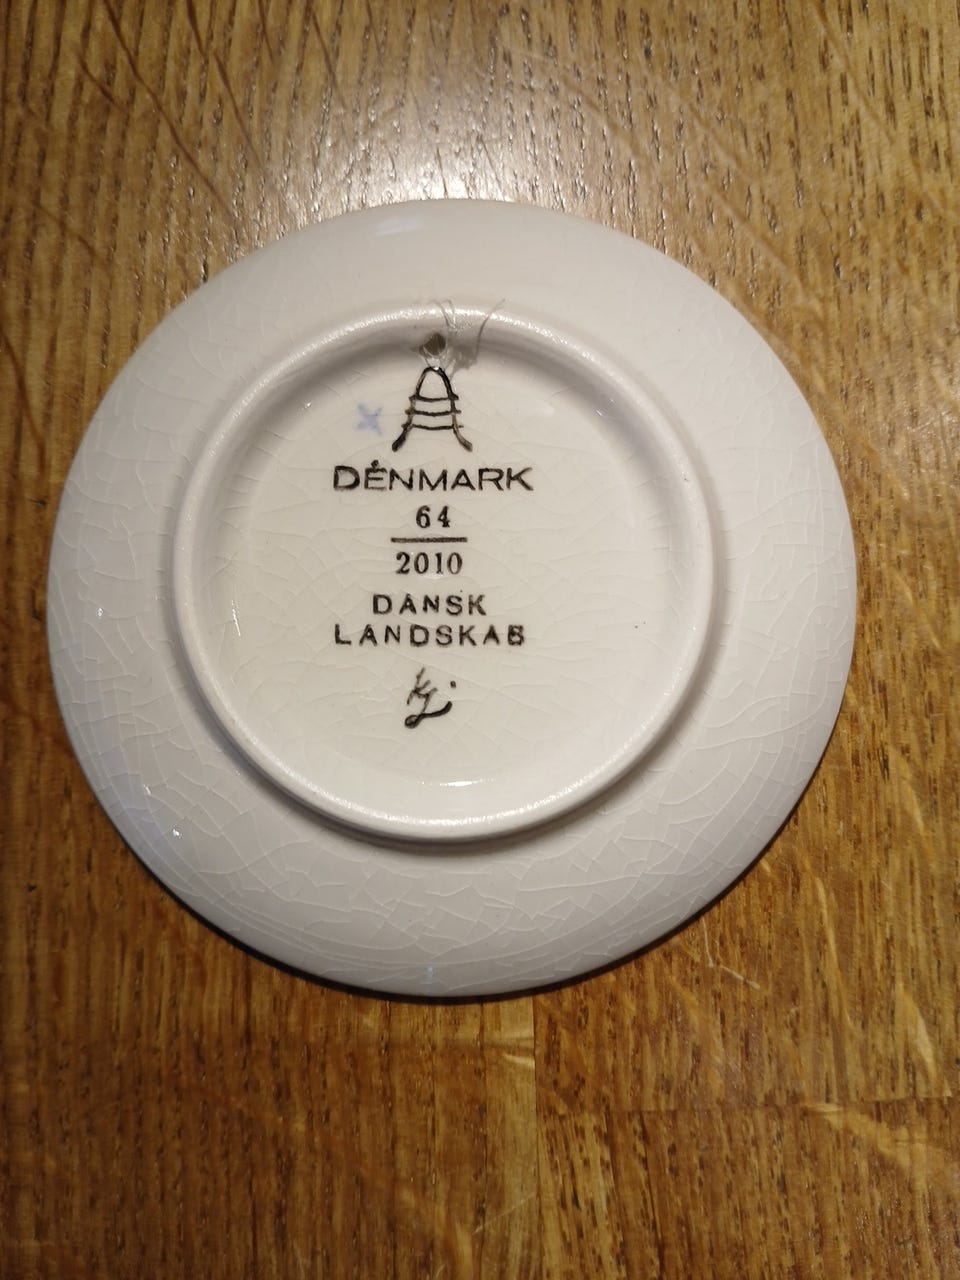 DENMARK
64
2010
DANSK
LANDSKAB